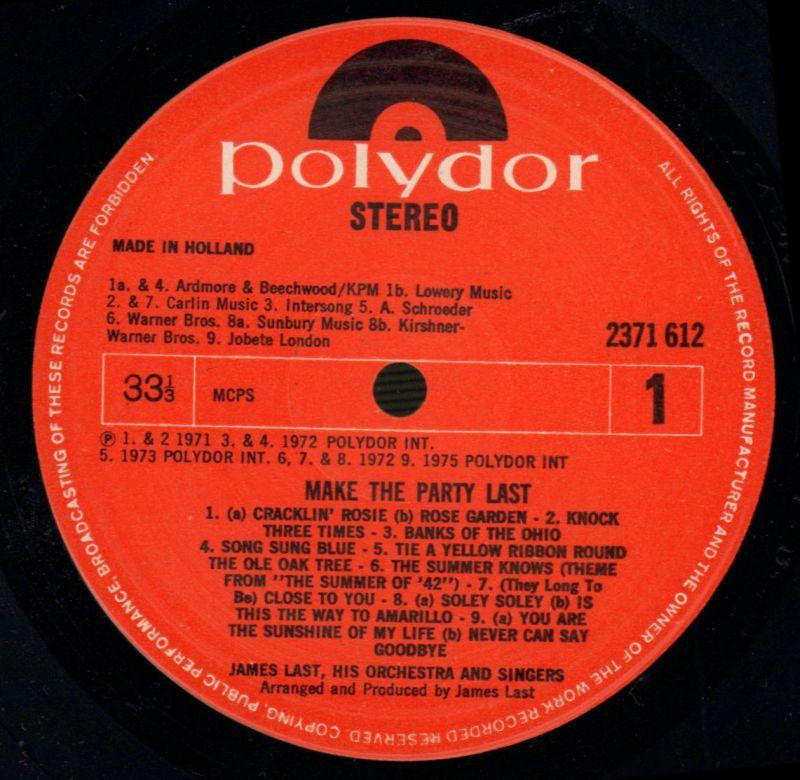 polydor
STEREO
MADE IN HOLLAND
1a. & 4. Ardmore & Beechwood/KPM 1b. Lowery Music
2. & 7. Carlin Music 3. Intersong 5. A. Schroeder
6. Warner Bros. 8a. Sunbury Music 8b. Kirshner-
Warner Bros. 9. Jobete London
2371 612
33⅓
MCPS
1
℗ 1. & 2 1971 3. & 4. 1972 POLYDOR INT.
5. 1973 POLYDOR INT. 6, 7. & 8. 1972 9. 1975 POLYDOR INT
MAKE THE PARTY LAST
1. (a) CRACKLIN' ROSIE (b) ROSE GARDEN - 2. KNOCK
THREE TIMES - 3. BANKS OF THE OHIO
4. SONG SUNG BLUE - 5. TIE A YELLOW RIBBON ROUND
THE OLE OAK TREE - 6. THE SUMMER KNOWS (THEME
FROM "THE SUMMER OF '42") - 7. (They Long To
Be) CLOSE TO YOU - 8. (a) SOLEY SOLEY (b) IS
THIS THE WAY TO AMARILLO - 9. (a) YOU ARE
THE SUNSHINE OF MY LIFE (b) NEVER CAN SAY
GOODBYE
JAMES LAST, HIS ORCHESTRA AND SINGERS
Arranged and Produced by James Last
ALL RIGHTS OF THE RECORD MANUFACTURER AND THE OWNER OF THE WORK RECORDED RESERVED. COPYING, PUBLIC PERFORMANCE, BROADCASTING OF THESE RECORDS ARE FORBIDDEN.